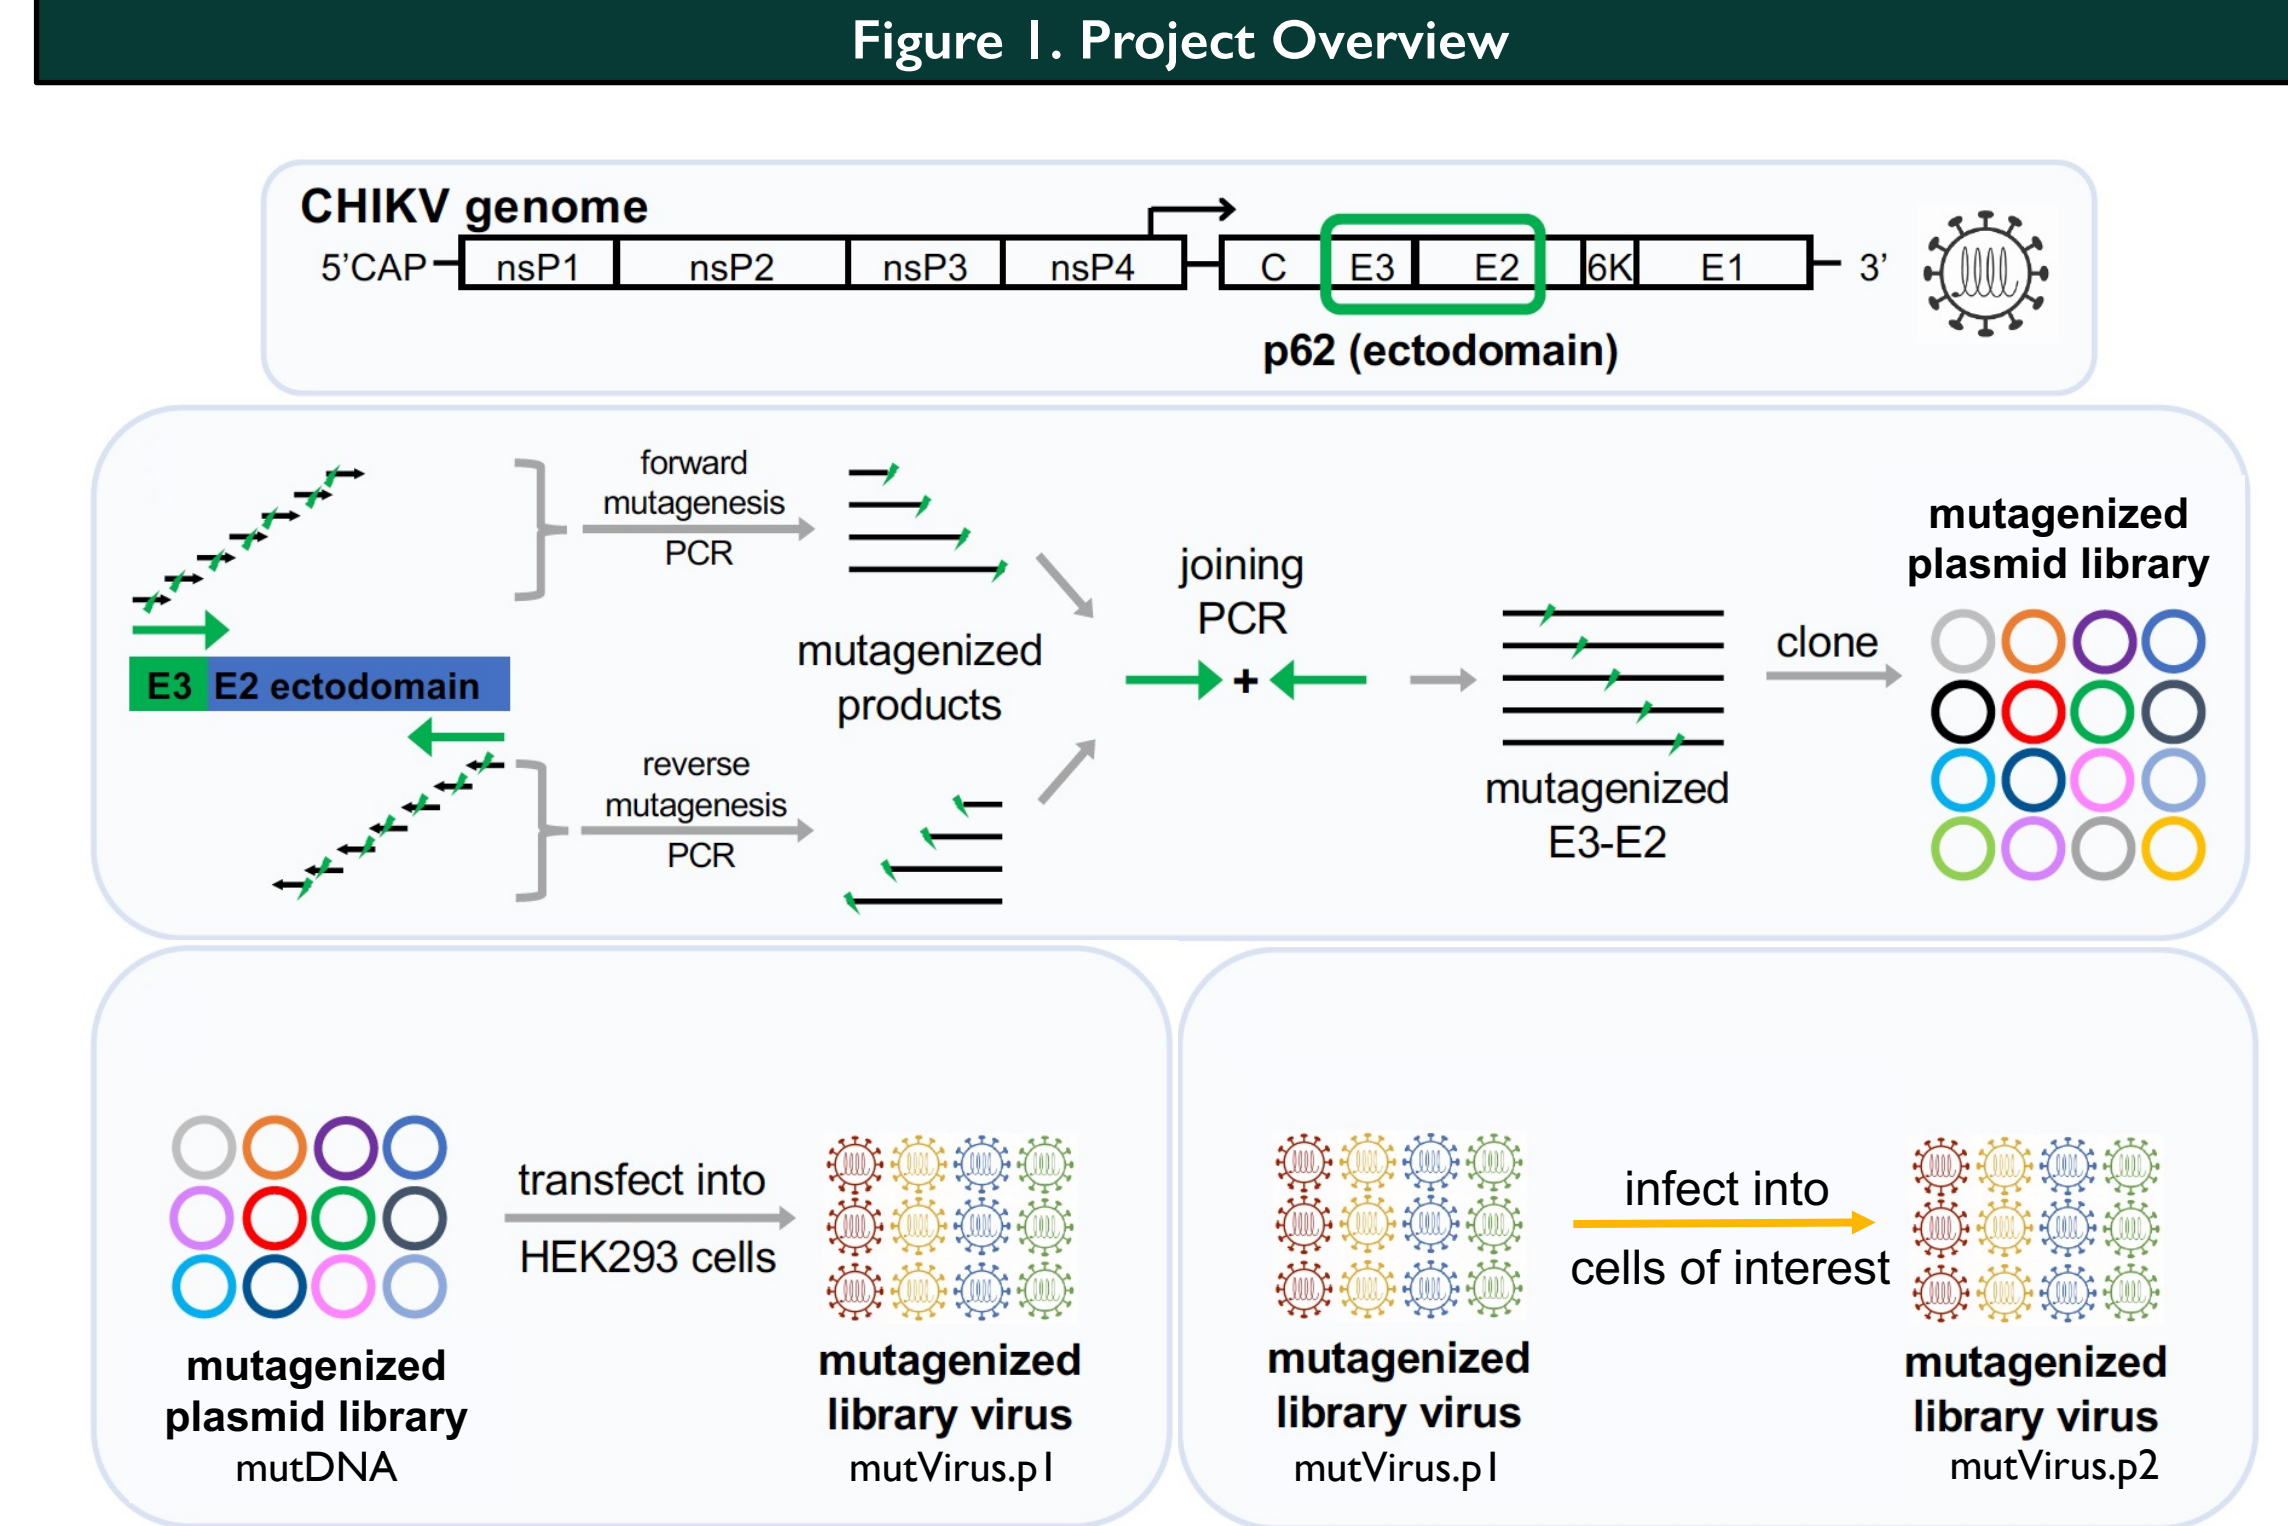 Figure 1. Project Overview
CHIKV genome
5’CAP nsP1 nsP2 nsP3 nsP4 C E3 E2 6K E1 3’
p62 (ectodomain)
forward
mutagenesis
PCR
E3 E2 ectodomain
reverse
mutagenesis
PCR
mutagenized
products
joining
PCR
+
mutagenized
E3-E2
clone
mutagenized
plasmid library
transfect into
HEK293 cells
mutagenized
plasmid library
mutDNA
mutagenized
library virus
mutVirus.p1
infect into
cells of interest
mutagenized
library virus
mutVirus.p1
mutagenized
library virus
mutVirus.p2